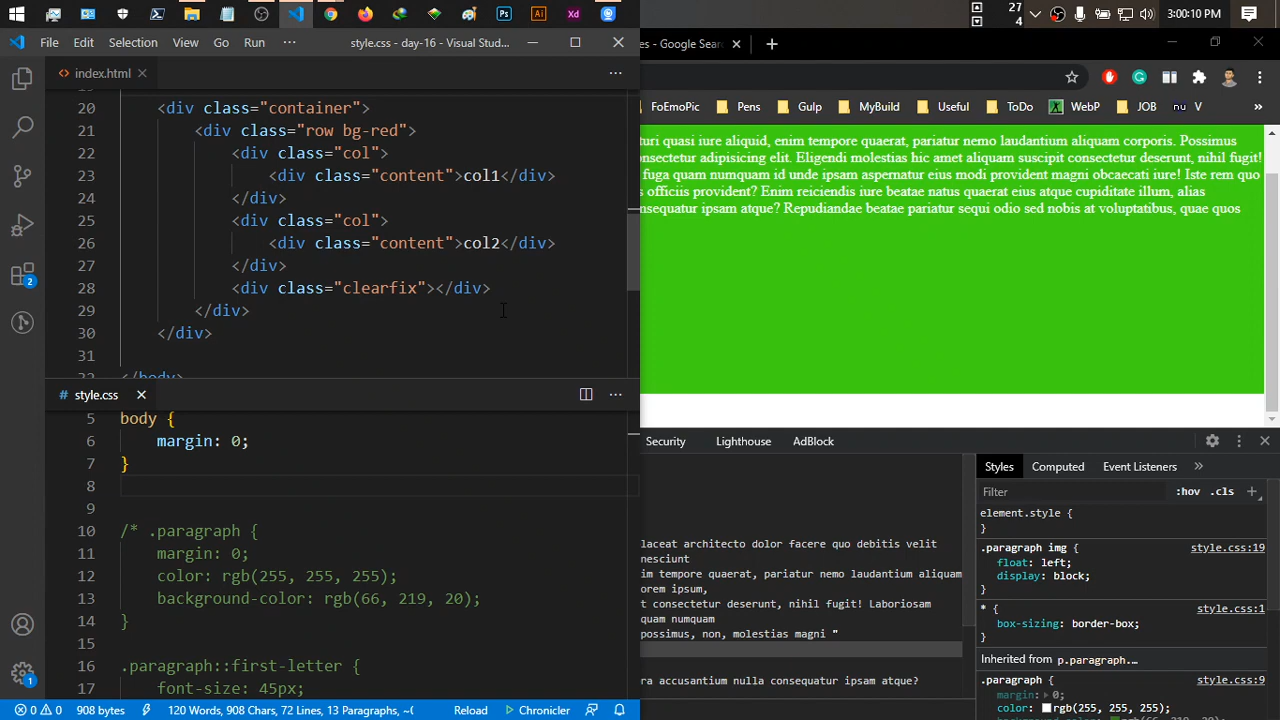 27
4
3:00:10 PM
File
Edit
Selection
View
Go
Run
style.css - day-16 - Visual Stud...
es - Google Sear
index.html
FoEmoPic
Pens
Gulp
MyBuild
Useful
ToDo
WebP
JOB
nu
V
20 <div class="container">
21 <div class="row bg-red">
22 <div class="col">
23 <div class="content">col1</div>
24 </div>
25 <div class="col">
26 <div class="content">col2</div>
27 </div>
28 <div class="clearfix"></div>
29 </div>
30 </div>
31
</body>
turi quasi iure aliquid, enim tempore quaerat, pariatur nemo laudantium aliquam corporis. Possimus
onsectetur adipisicing elit. Eligendi molestias hic amet aliquam suscipit consectetur deserunt, nihil fugit!
fuga quam numquam id unde ipsam aspernatur eius modi provident magni obcaecati iure! Iste rem quo
s officiis provident? Enim reiciendis iure beatae natus quaerat eius atque cupiditate illum, alias
nsequatur ipsam atque? Repudiandae beatae pariatur sequi odio sed nobis at voluptatibus, quae quos
style.css
5 body {
6 margin: 0;
7 }
8
9
10 /* .paragraph {
11 margin: 0;
12 color: rgb(255, 255, 255);
13 background-color: rgb(66, 219, 20);
14 }
15
16 .paragraph::first-letter {
17 font-size: 45px;
Security
Lighthouse
AdBlock
laceat architecto dolor facere quo debitis velit
nesciunt
im tempore quaerat, pariatur nemo laudantium aliquam
orem ipsum,
t consectetur deserunt, nihil fugit! Laboriosam
quam numquam
possimus, non, molestias magni "
ra accusantium nulla consequatur ipsam atque?
Styles
Computed
Event Listeners
Filter
:hov
.cls
element.style {
}
.paragraph img {
style.css:19
float: left;
display: block;
}
* {
style.css:1
box-sizing: border-box;
}
Inherited from p.paragraph.…
.paragraph {
style.css:9
margin: 0;
color: rgb(255, 255, 255);
2
1
0
0
908 bytes
120 Words, 908 Chars, 72 Lines, 13 Paragraphs, ~(
Reload
Chronicler